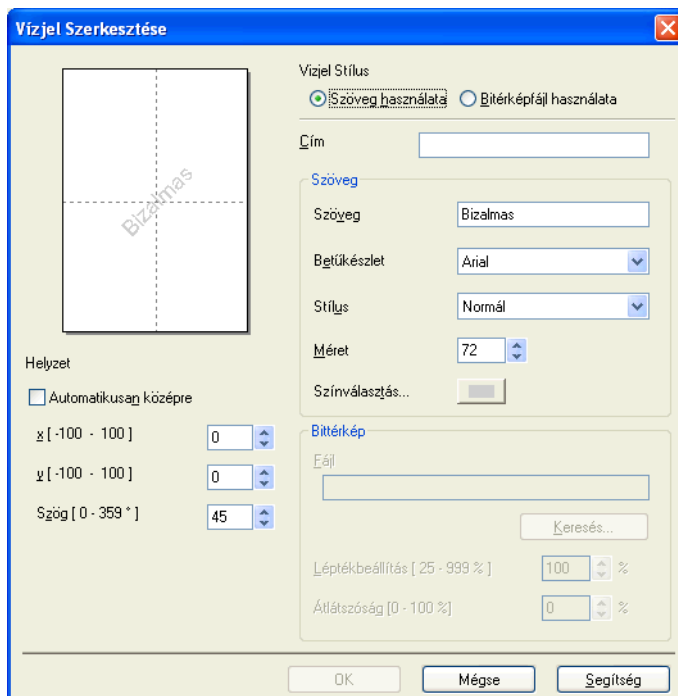 Vízjel Szerkesztése
Bizalmas
Helyzet
Automatikusan középre
x [ -100 - 100 ] 0
y [ -100 - 100 ] 0
Szög [ 0 - 359 ° ] 45
Vizjel Stílus
Szöveg használata Bitérképfájl használata
Cím
Szöveg
Szöveg Bizalmas
Betűkészlet Arial
Stílus Normál
Méret 72
Színválasztás...
Bittérkép
Fájl
Keresés...
Léptékbeállítás [ 25 - 999 % ] 100 %
Átlátszóság [0 - 100 %] 0 %
OK Mégse Segítség